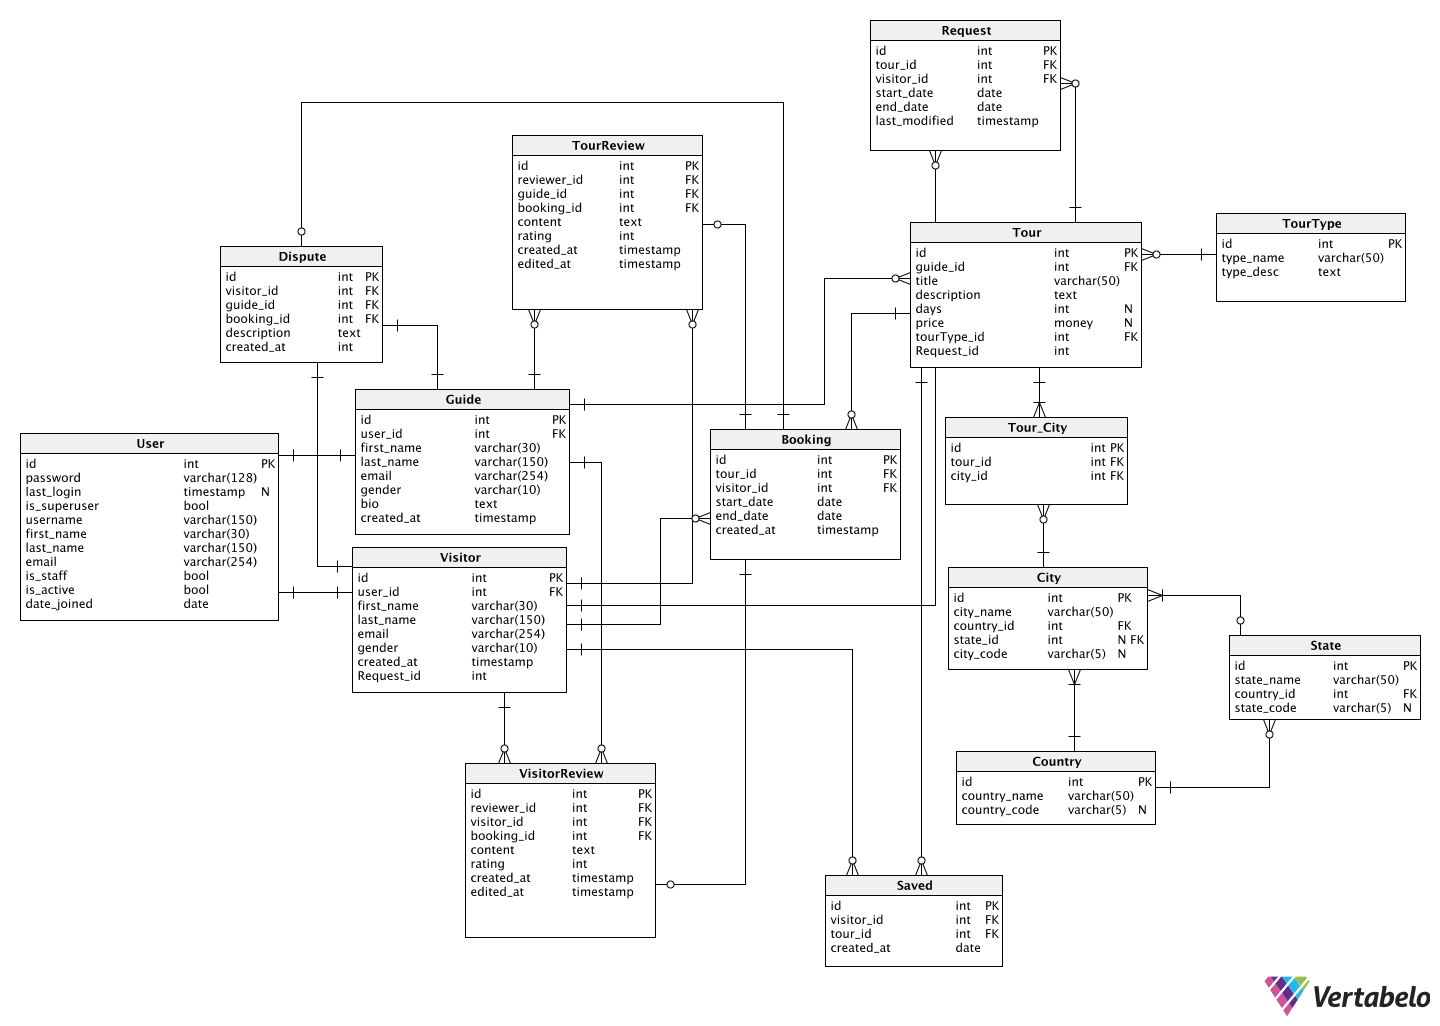 Request
id int PK
tour_id int FK
visitor_id int FK
start_date date
end_date date
last_modified timestamp
TourReview
id int PK
reviewer_id int FK
guide_id int FK
booking_id int FK
content text
rating int
created_at timestamp
edited_at timestamp
Tour
id int PK
guide_id int FK
title varchar(50)
description text
days int N
price money N
tourType_id int FK
Request_id int
TourType
id int PK
type_name varchar(50)
type_desc text
Dispute
id int PK
visitor_id int FK
guide_id int FK
booking_id int FK
description text
created_at int
Guide
id int PK
user_id int FK
first_name varchar(30)
last_name varchar(150)
email varchar(254)
gender varchar(10)
bio text
created_at timestamp
User
id int PK
password varchar(128)
last_login timestamp N
is_superuser bool
username varchar(150)
first_name varchar(30)
last_name varchar(150)
email varchar(254)
is_staff bool
is_active bool
date_joined date
Booking
id int PK
tour_id int FK
visitor_id int FK
start_date date
end_date date
created_at timestamp
Tour_City
id int PK
tour_id int FK
city_id int FK
Visitor
id int PK
user_id int FK
first_name varchar(30)
last_name varchar(150)
email varchar(254)
gender varchar(10)
created_at timestamp
Request_id int
City
id int PK
city_name varchar(50)
country_id int FK
state_id int N FK
city_code varchar(5) N
State
id int PK
state_name varchar(50)
country_id int FK
state_code varchar(5) N
Country
id int PK
country_name varchar(50)
country_code varchar(5) N
VisitorReview
id int PK
reviewer_id int FK
visitor_id int FK
booking_id int FK
content text
rating int
created_at timestamp
edited_at timestamp
Saved
id int PK
visitor_id int FK
tour_id int FK
created_at date
Vertabelo